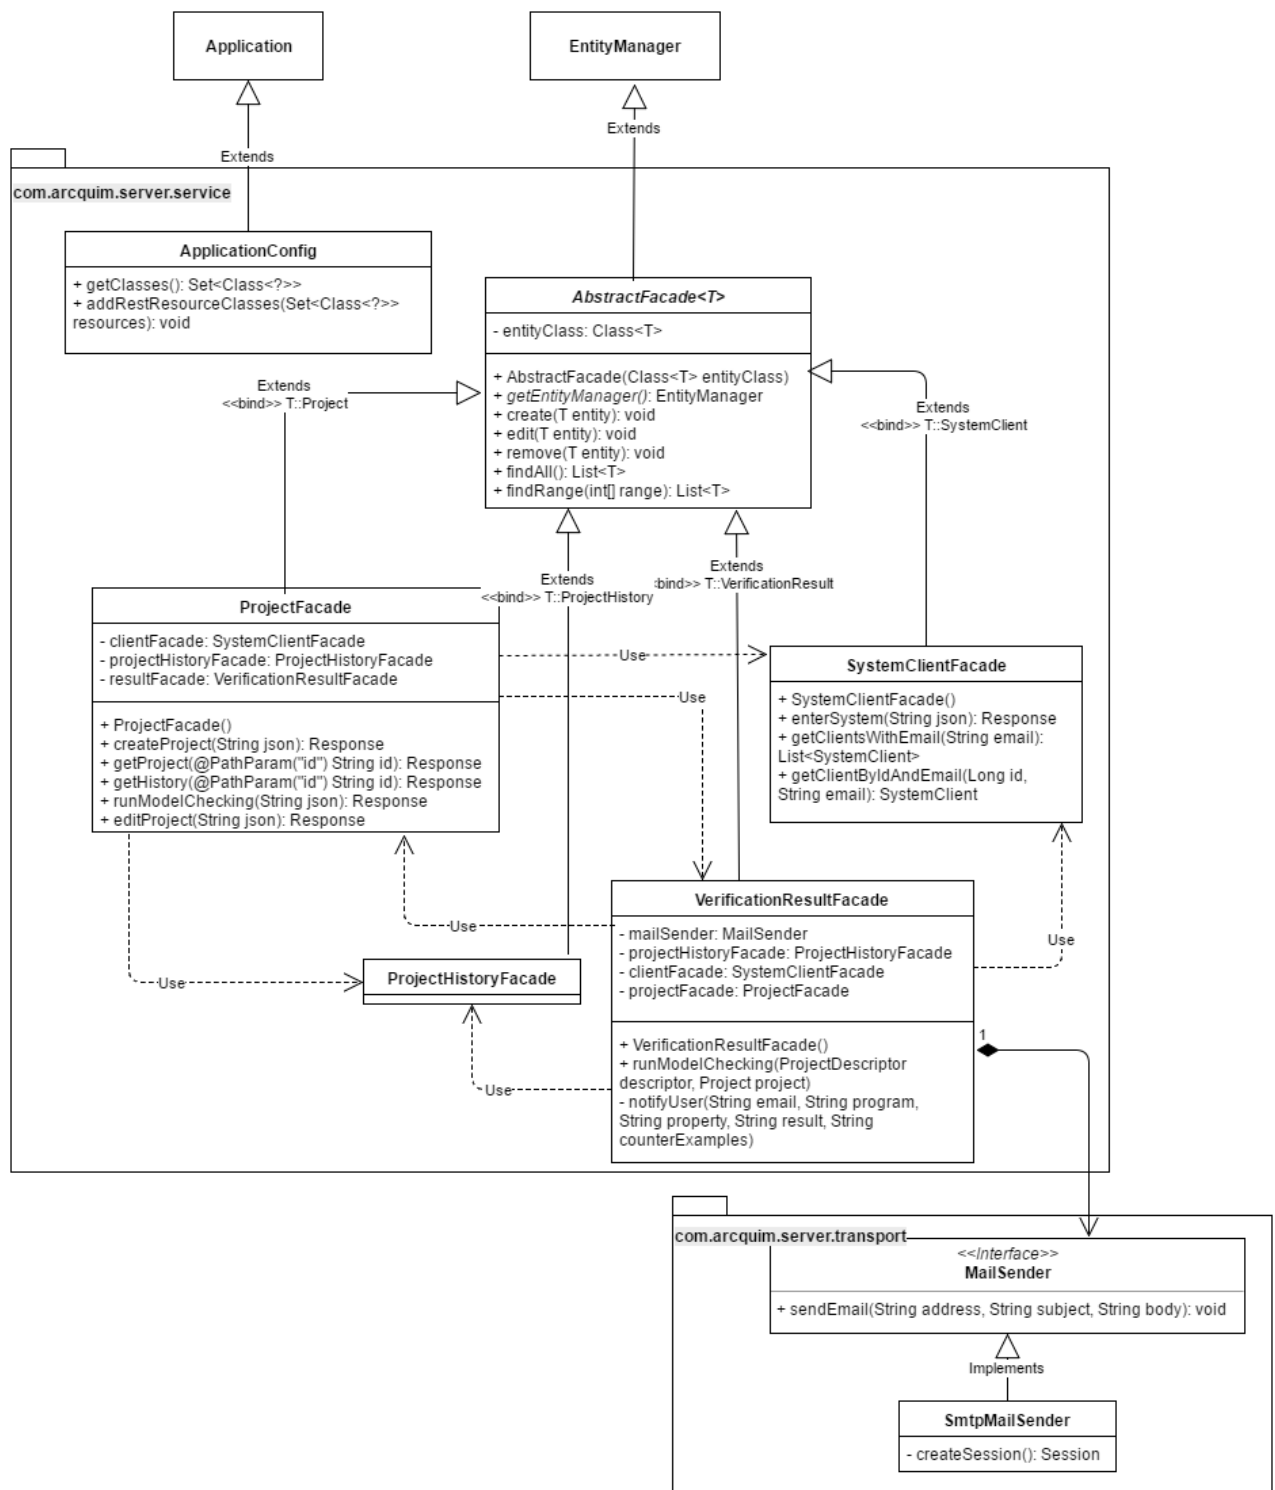 Application
EntityManager
Extends
Extends
com.arcquim.server.service
ApplicationConfig
+ getClasses(): Set<Class<?>>
+ addRestResourceClasses(Set<Class<?>>
resources): void
AbstractFacade<T>
- entityClass: Class<T>
+ AbstractFacade(Class<T> entityClass)
+ getEntityManager(): EntityManager
+ create(T entity): void
+ edit(T entity): void
+ remove(T entity): void
+ findAll(): List<T>
+ findRange(int[] range): List<T>
Extends
<<bind>> T::Project
Extends
<<bind>> T::SystemClient
Extends
<<bind>> T::ProjectHistory
Extends
bind>> T::VerificationResult
ProjectFacade
- clientFacade: SystemClientFacade
- projectHistoryFacade: ProjectHistoryFacade
- resultFacade: VerificationResultFacade
+ ProjectFacade()
+ createProject(String json): Response
+ getProject(@PathParam("id") String id): Response
+ getHistory(@PathParam("id") String id): Response
+ runModelChecking(String json): Response
+ editProject(String json): Response
Use
Use
SystemClientFacade
+ SystemClientFacade()
+ enterSystem(String json): Response
+ getClientsWithEmail(String email):
List<SystemClient>
+ getClientByIdAndEmail(Long id,
String email): SystemClient
VerificationResultFacade
- mailSender: MailSender
- projectHistoryFacade: ProjectHistoryFacade
- clientFacade: SystemClientFacade
- projectFacade: ProjectFacade
+ VerificationResultFacade()
+ runModelChecking(ProjectDescriptor
descriptor, Project project)
- notifyUser(String email, String program,
String property, String result, String
counterExamples)
Use
Use
Use
ProjectHistoryFacade
Use
1
com.arcquim.server.transport
<<Interface>>
MailSender
+ sendEmail(String address, String subject, String body): void
Implements
SmtpMailSender
- createSession(): Session